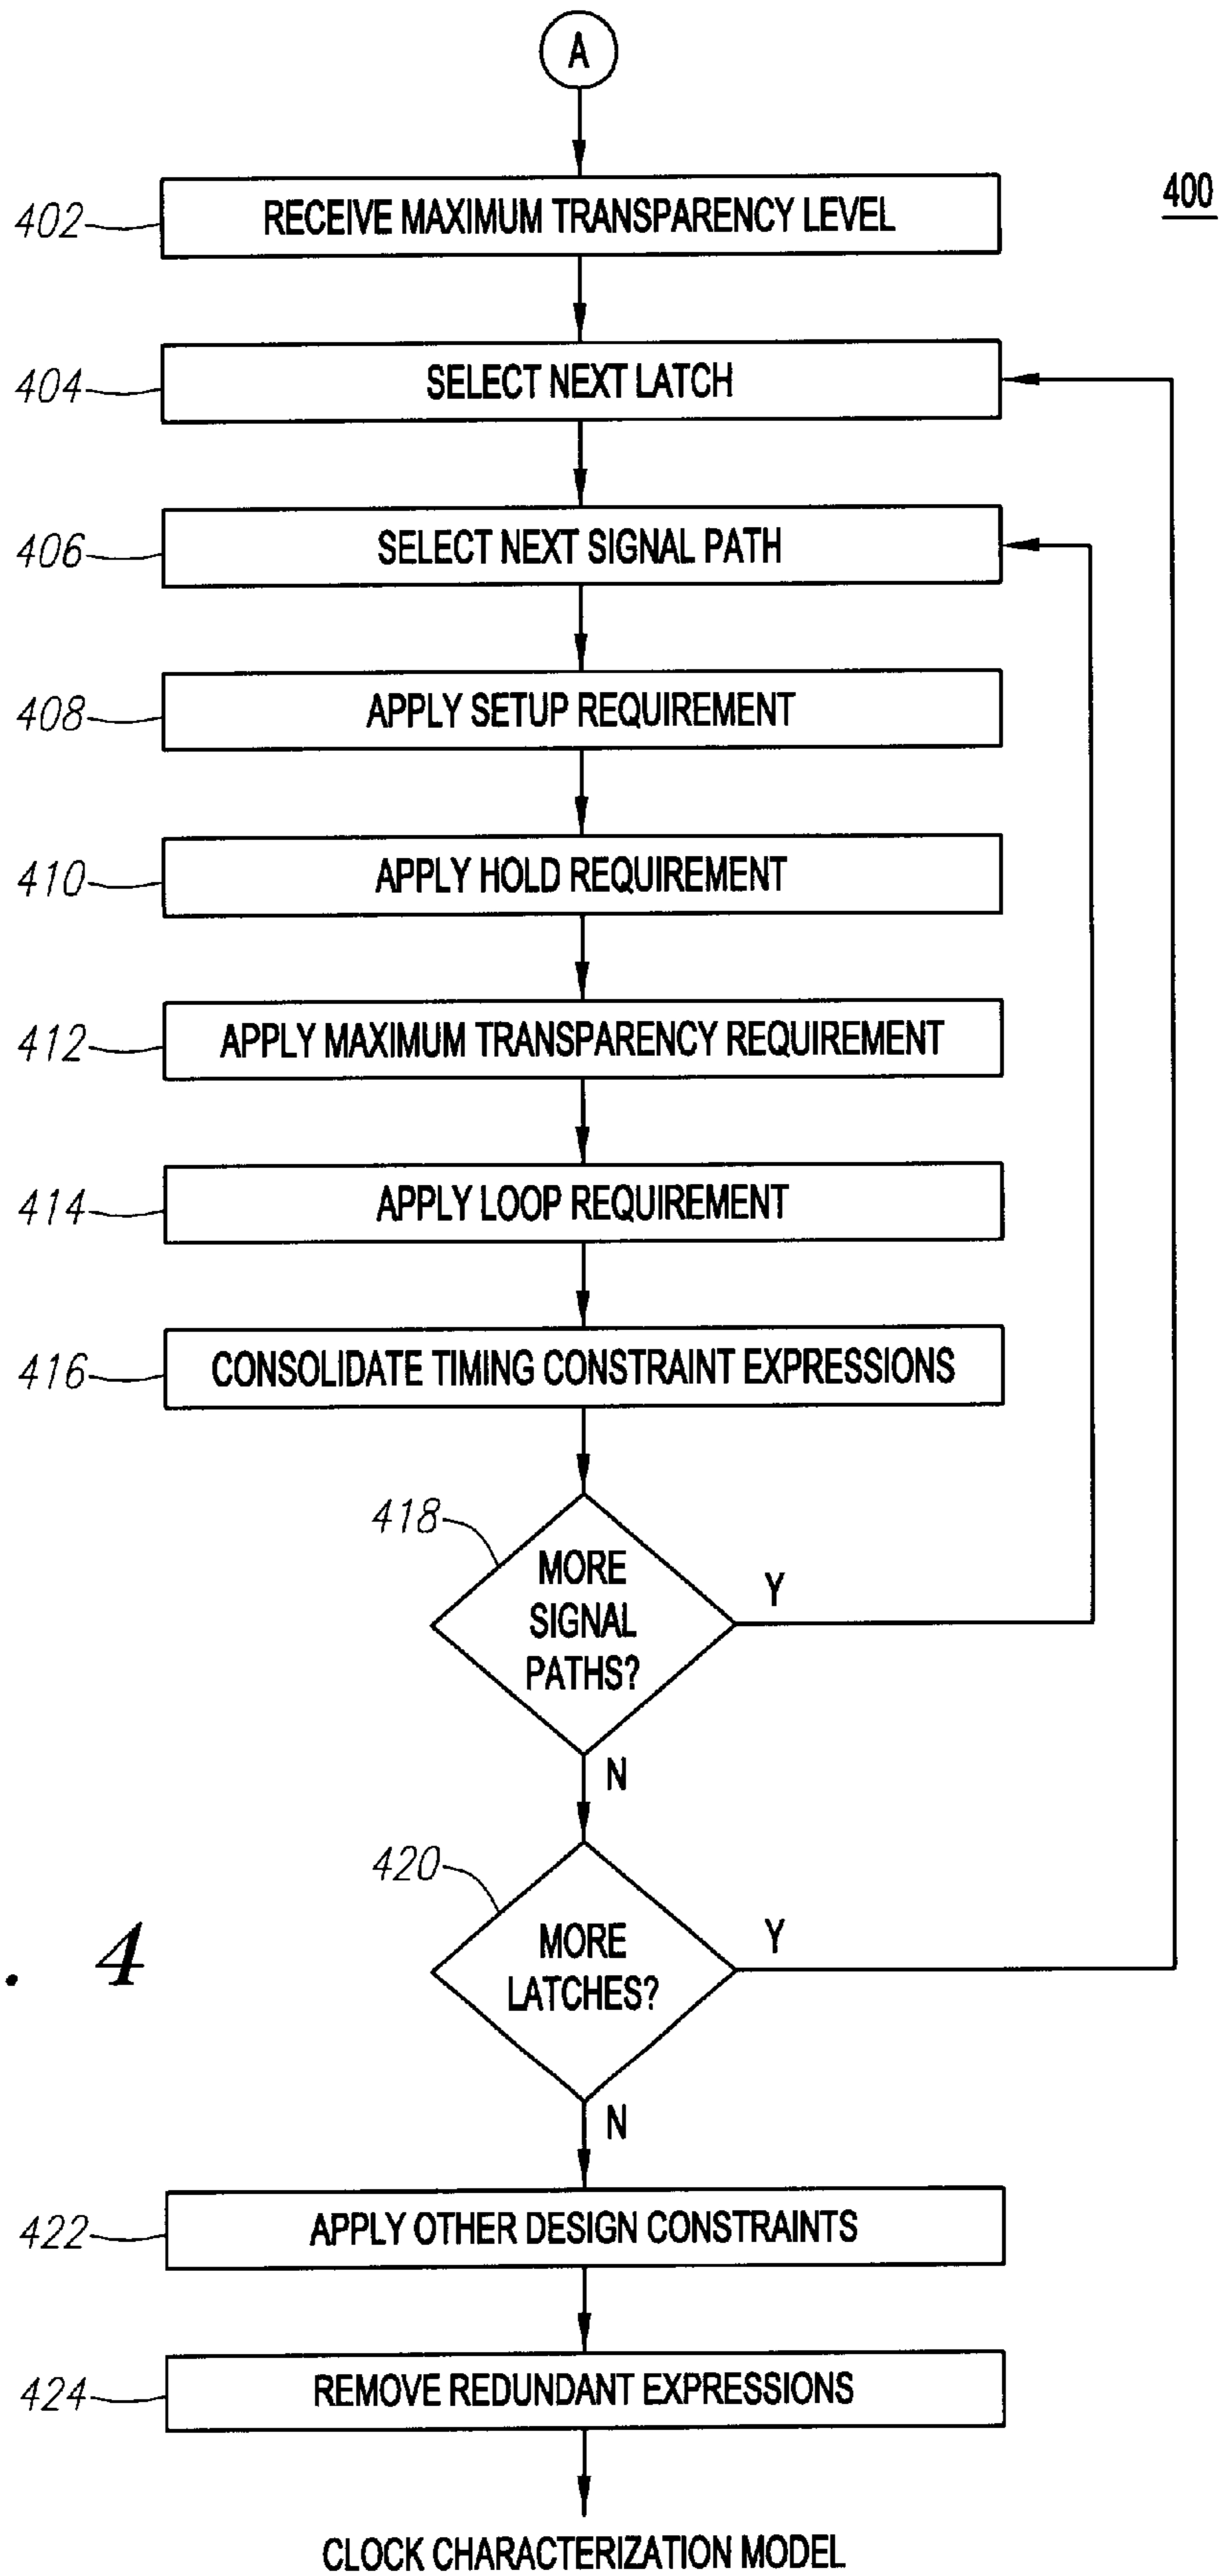 A
400
402
RECEIVE MAXIMUM TRANSPARENCY LEVEL
404
SELECT NEXT LATCH
406
SELECT NEXT SIGNAL PATH
408
APPLY SETUP REQUIREMENT
410
APPLY HOLD REQUIREMENT
412
APPLY MAXIMUM TRANSPARENCY REQUIREMENT
414
APPLY LOOP REQUIREMENT
416
CONSOLIDATE TIMING CONSTRAINT EXPRESSIONS
418
MORE
SIGNAL
PATHS?
Y
N
420
MORE
LATCHES?
Y
N
. 4
422
APPLY OTHER DESIGN CONSTRAINTS
424
REMOVE REDUNDANT EXPRESSIONS
CLOCK CHARACTERIZATION MODEL